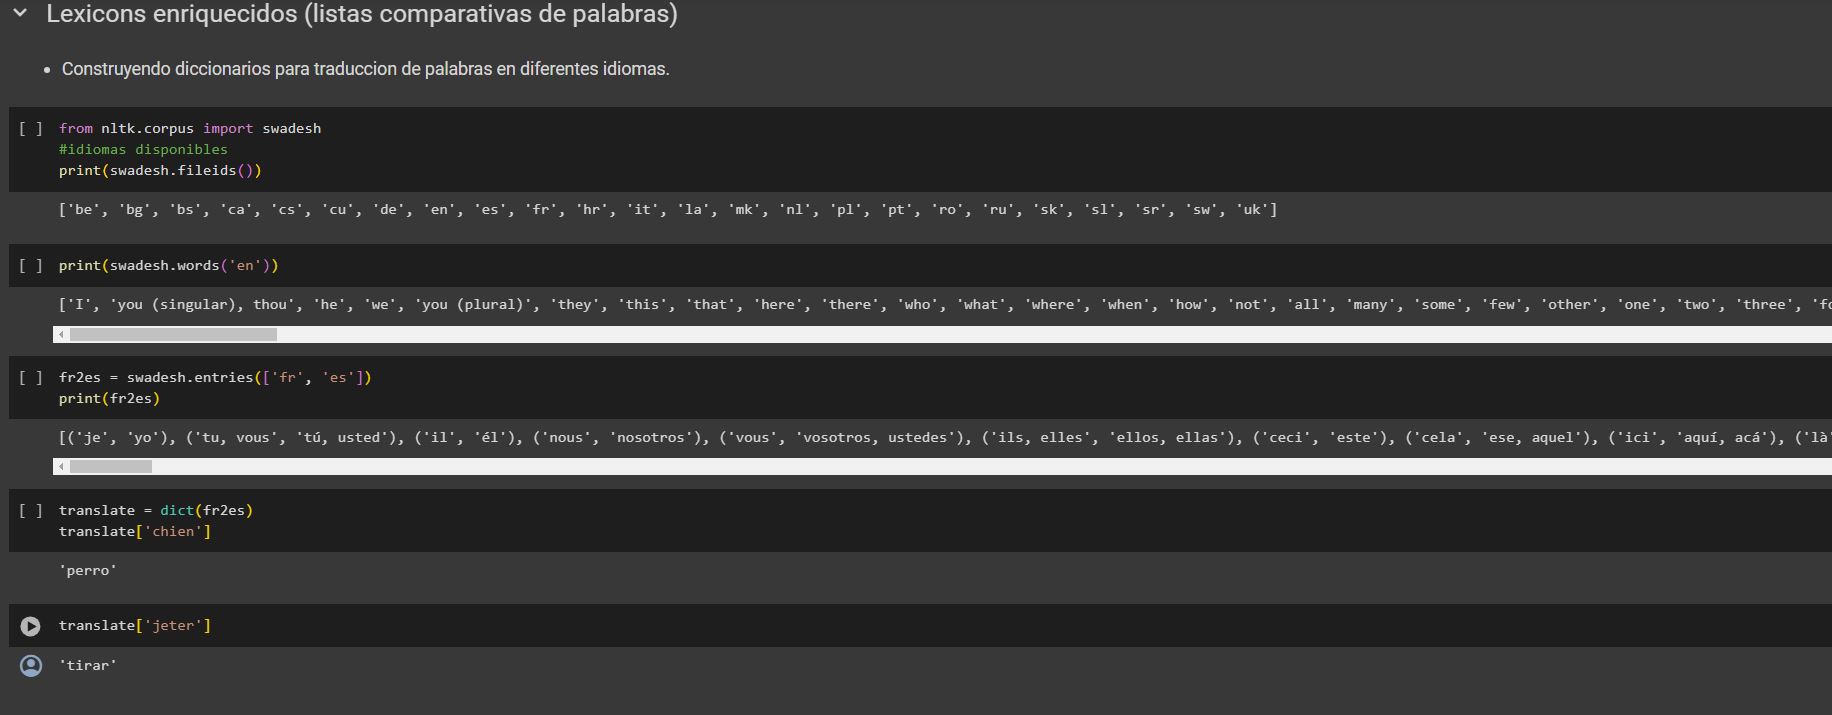 Lexicons enriquecidos (listas comparativas de palabras)
• Construyendo diccionarios para traduccion de palabras en diferentes idiomas.
[ ] from nltk.corpus import swadesh
#idiomas disponibles
print(swadesh.fileids())
['be', 'bg', 'bs', 'ca', 'cs', 'cu', 'de', 'en', 'es', 'fr', 'hr', 'it', 'la', 'mk', 'nl', 'pl', 'pt', 'ro', 'ru', 'sk', 'sl', 'sr', 'sw', 'uk']
[ ] print(swadesh.words('en'))
['I', 'you (singular), thou', 'he', 'we', 'you (plural)', 'they', 'this', 'that', 'here', 'there', 'who', 'what', 'where', 'when', 'how', 'not', 'all', 'many', 'some', 'few', 'other', 'one', 'two', 'three',
[ ] fr2es = swadesh.entries(['fr', 'es'])
print(fr2es)
[('je', 'yo'), ('tu, vous', 'tú, usted'), ('il', 'él'), ('nous', 'nosotros'), ('vous', 'vosotros, ustedes'), ('ils, elles', 'ellos, ellas'), ('ceci', 'este'), ('cela', 'ese, aquel'), ('ici', 'aquí, acá'), ('là'
[ ] translate = dict(fr2es)
translate['chien']
'perro'
translate['jeter']
'tirar'